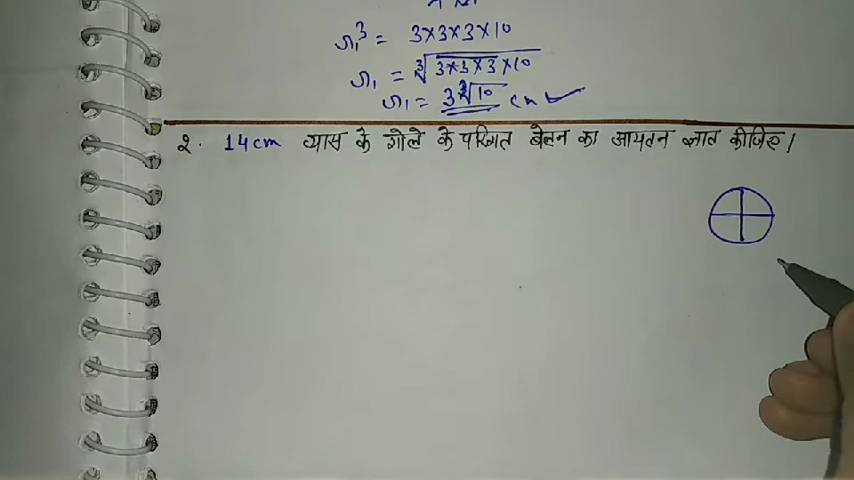 r₁³ = 3×3×3×10
r₁ = ∛3×3×3×10
r₁ = 3∛10 cm ✓
२. 14cm व्यास के गोले के परिगत बेलन का आयतन ज्ञात कीजिए।